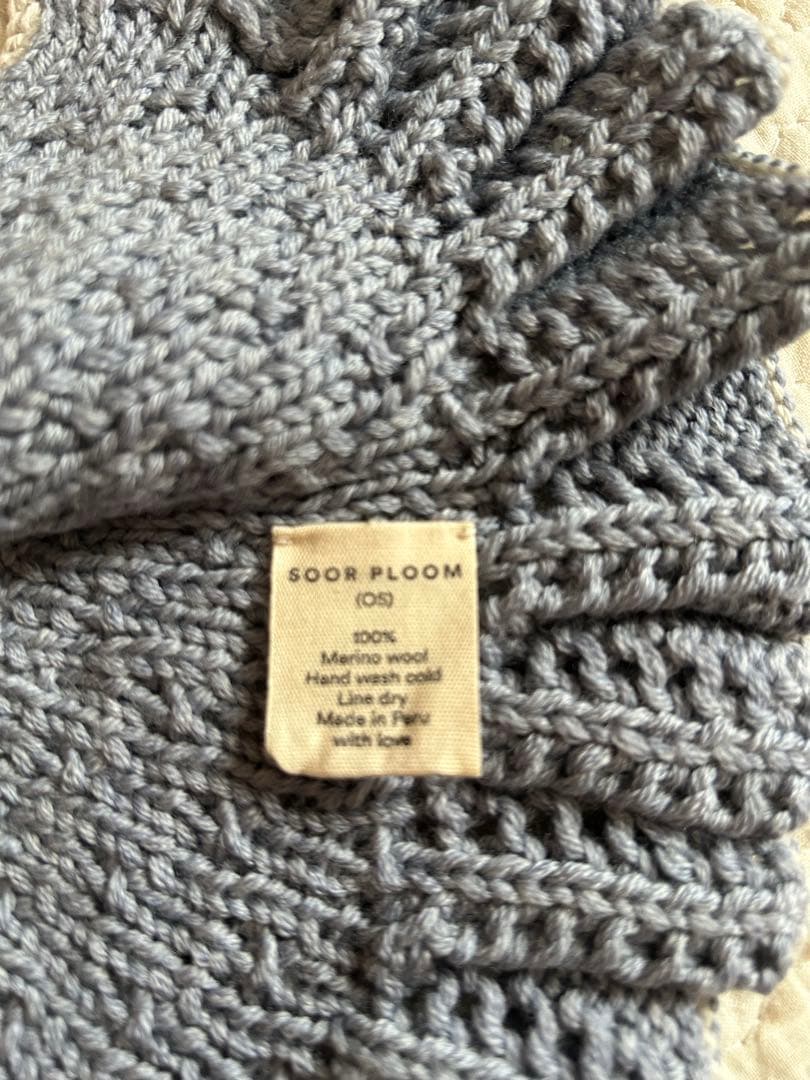 SOOR PLOOM
(OS)
100%
Merino wool
Hand wash cold
Line dry
Made in Peru
with love